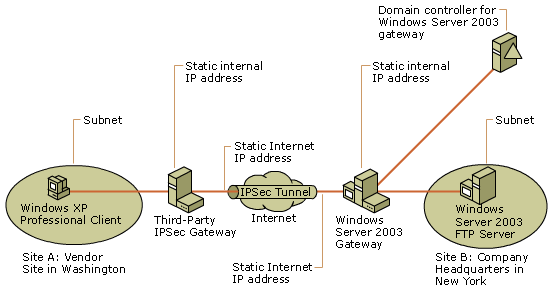 Domain controller for
Windows Server 2003
gateway
Static internal
IP address
Static internal
IP address
Subnet
Static Internet
IP address
Subnet
IPSec Tunnel
Windows XP
Professional Client
Third-Party
IPSec Gateway
Internet
Windows
Server 2003
Gateway
Windows
Server 2003
FTP Server
Site A: Vendor
Site in Washington
Static Internet
IP address
Site B: Company
Headquarters in
New York